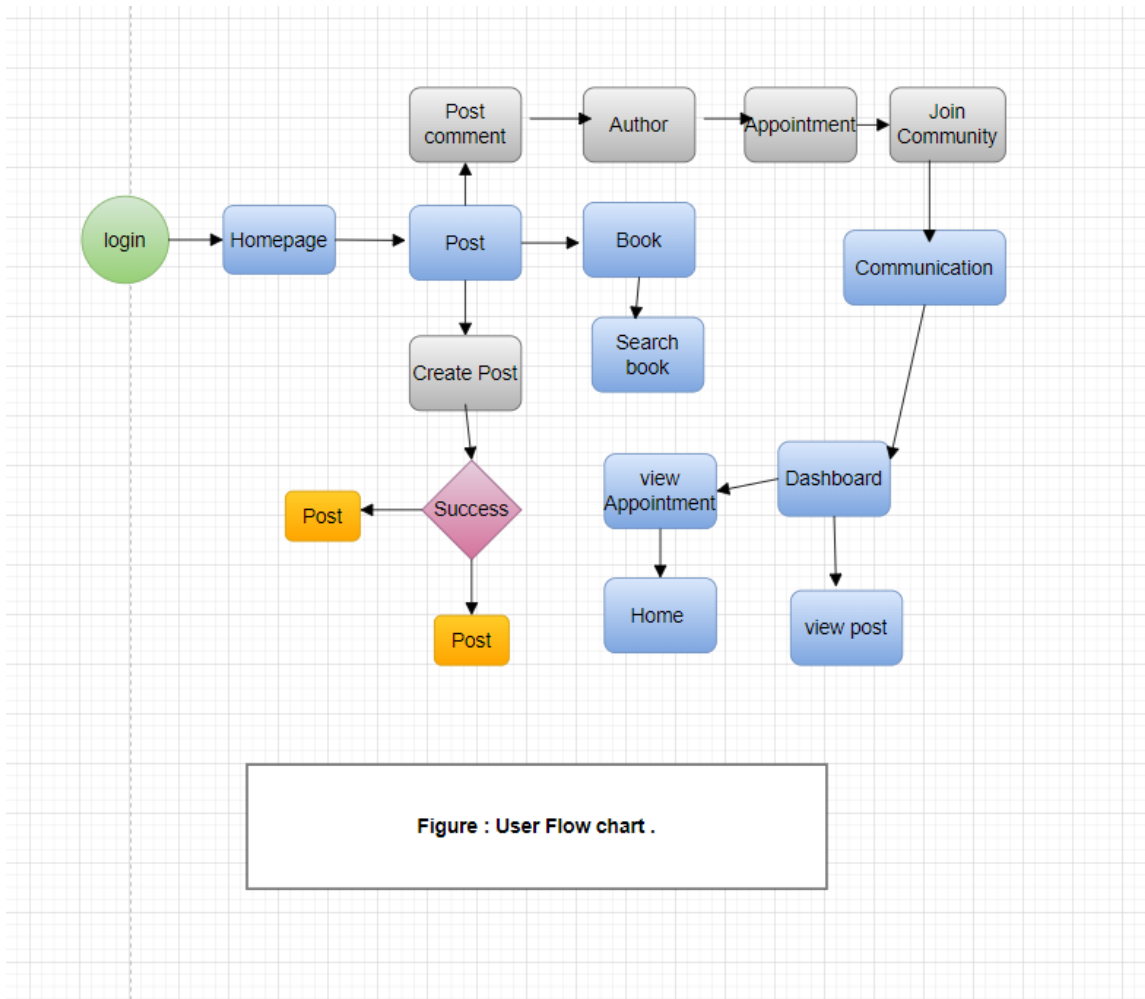 Post
comment
Author
Appointment
Join
Community
login
Homepage
Post
Book
Communication
Search
book
Create Post
view
Appointment
Dashboard
Success
Post
Home
view post
Post
Figure : User Flow chart .